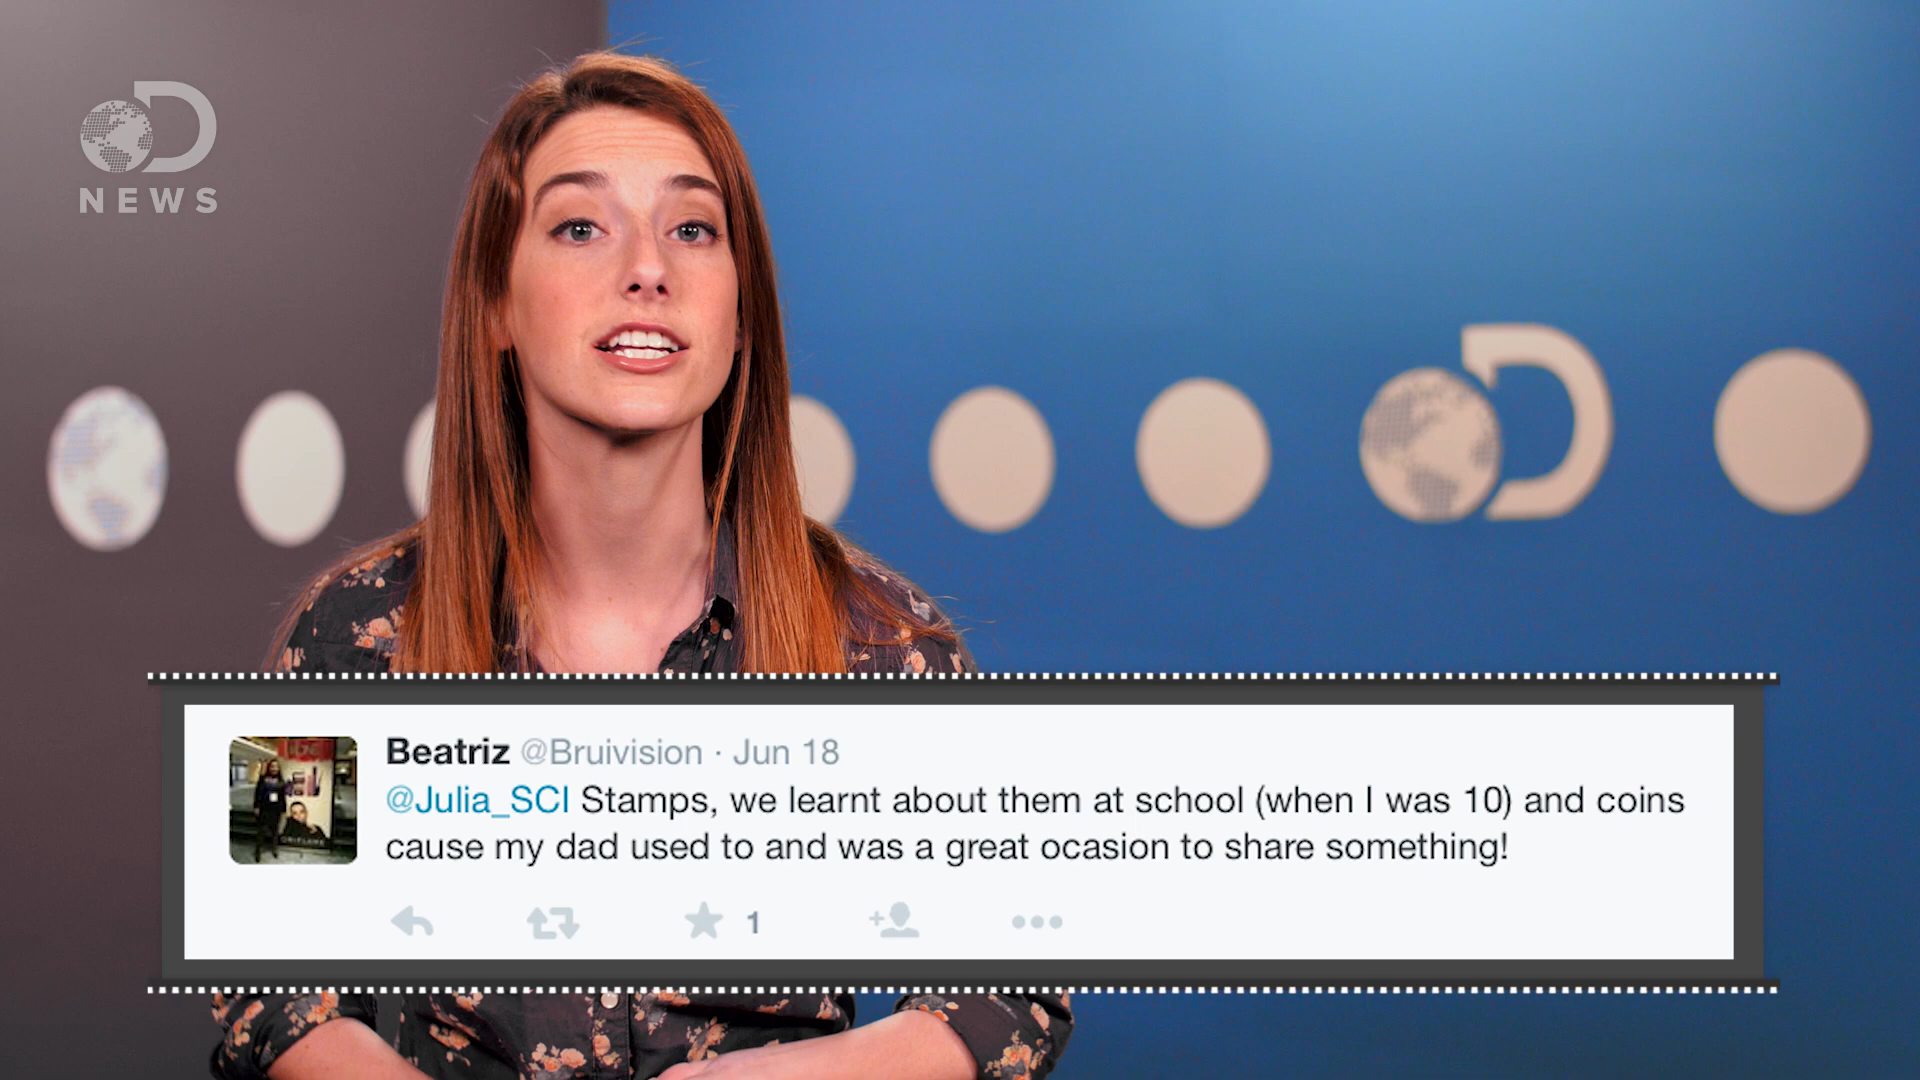 D
NEWS
D
Beatriz @Bruivision · Jun 18
@Julia_SCI Stamps, we learnt about them at school (when I was 10) and coins
cause my dad used to and was a great ocasion to share something!
1
ORIFLAME